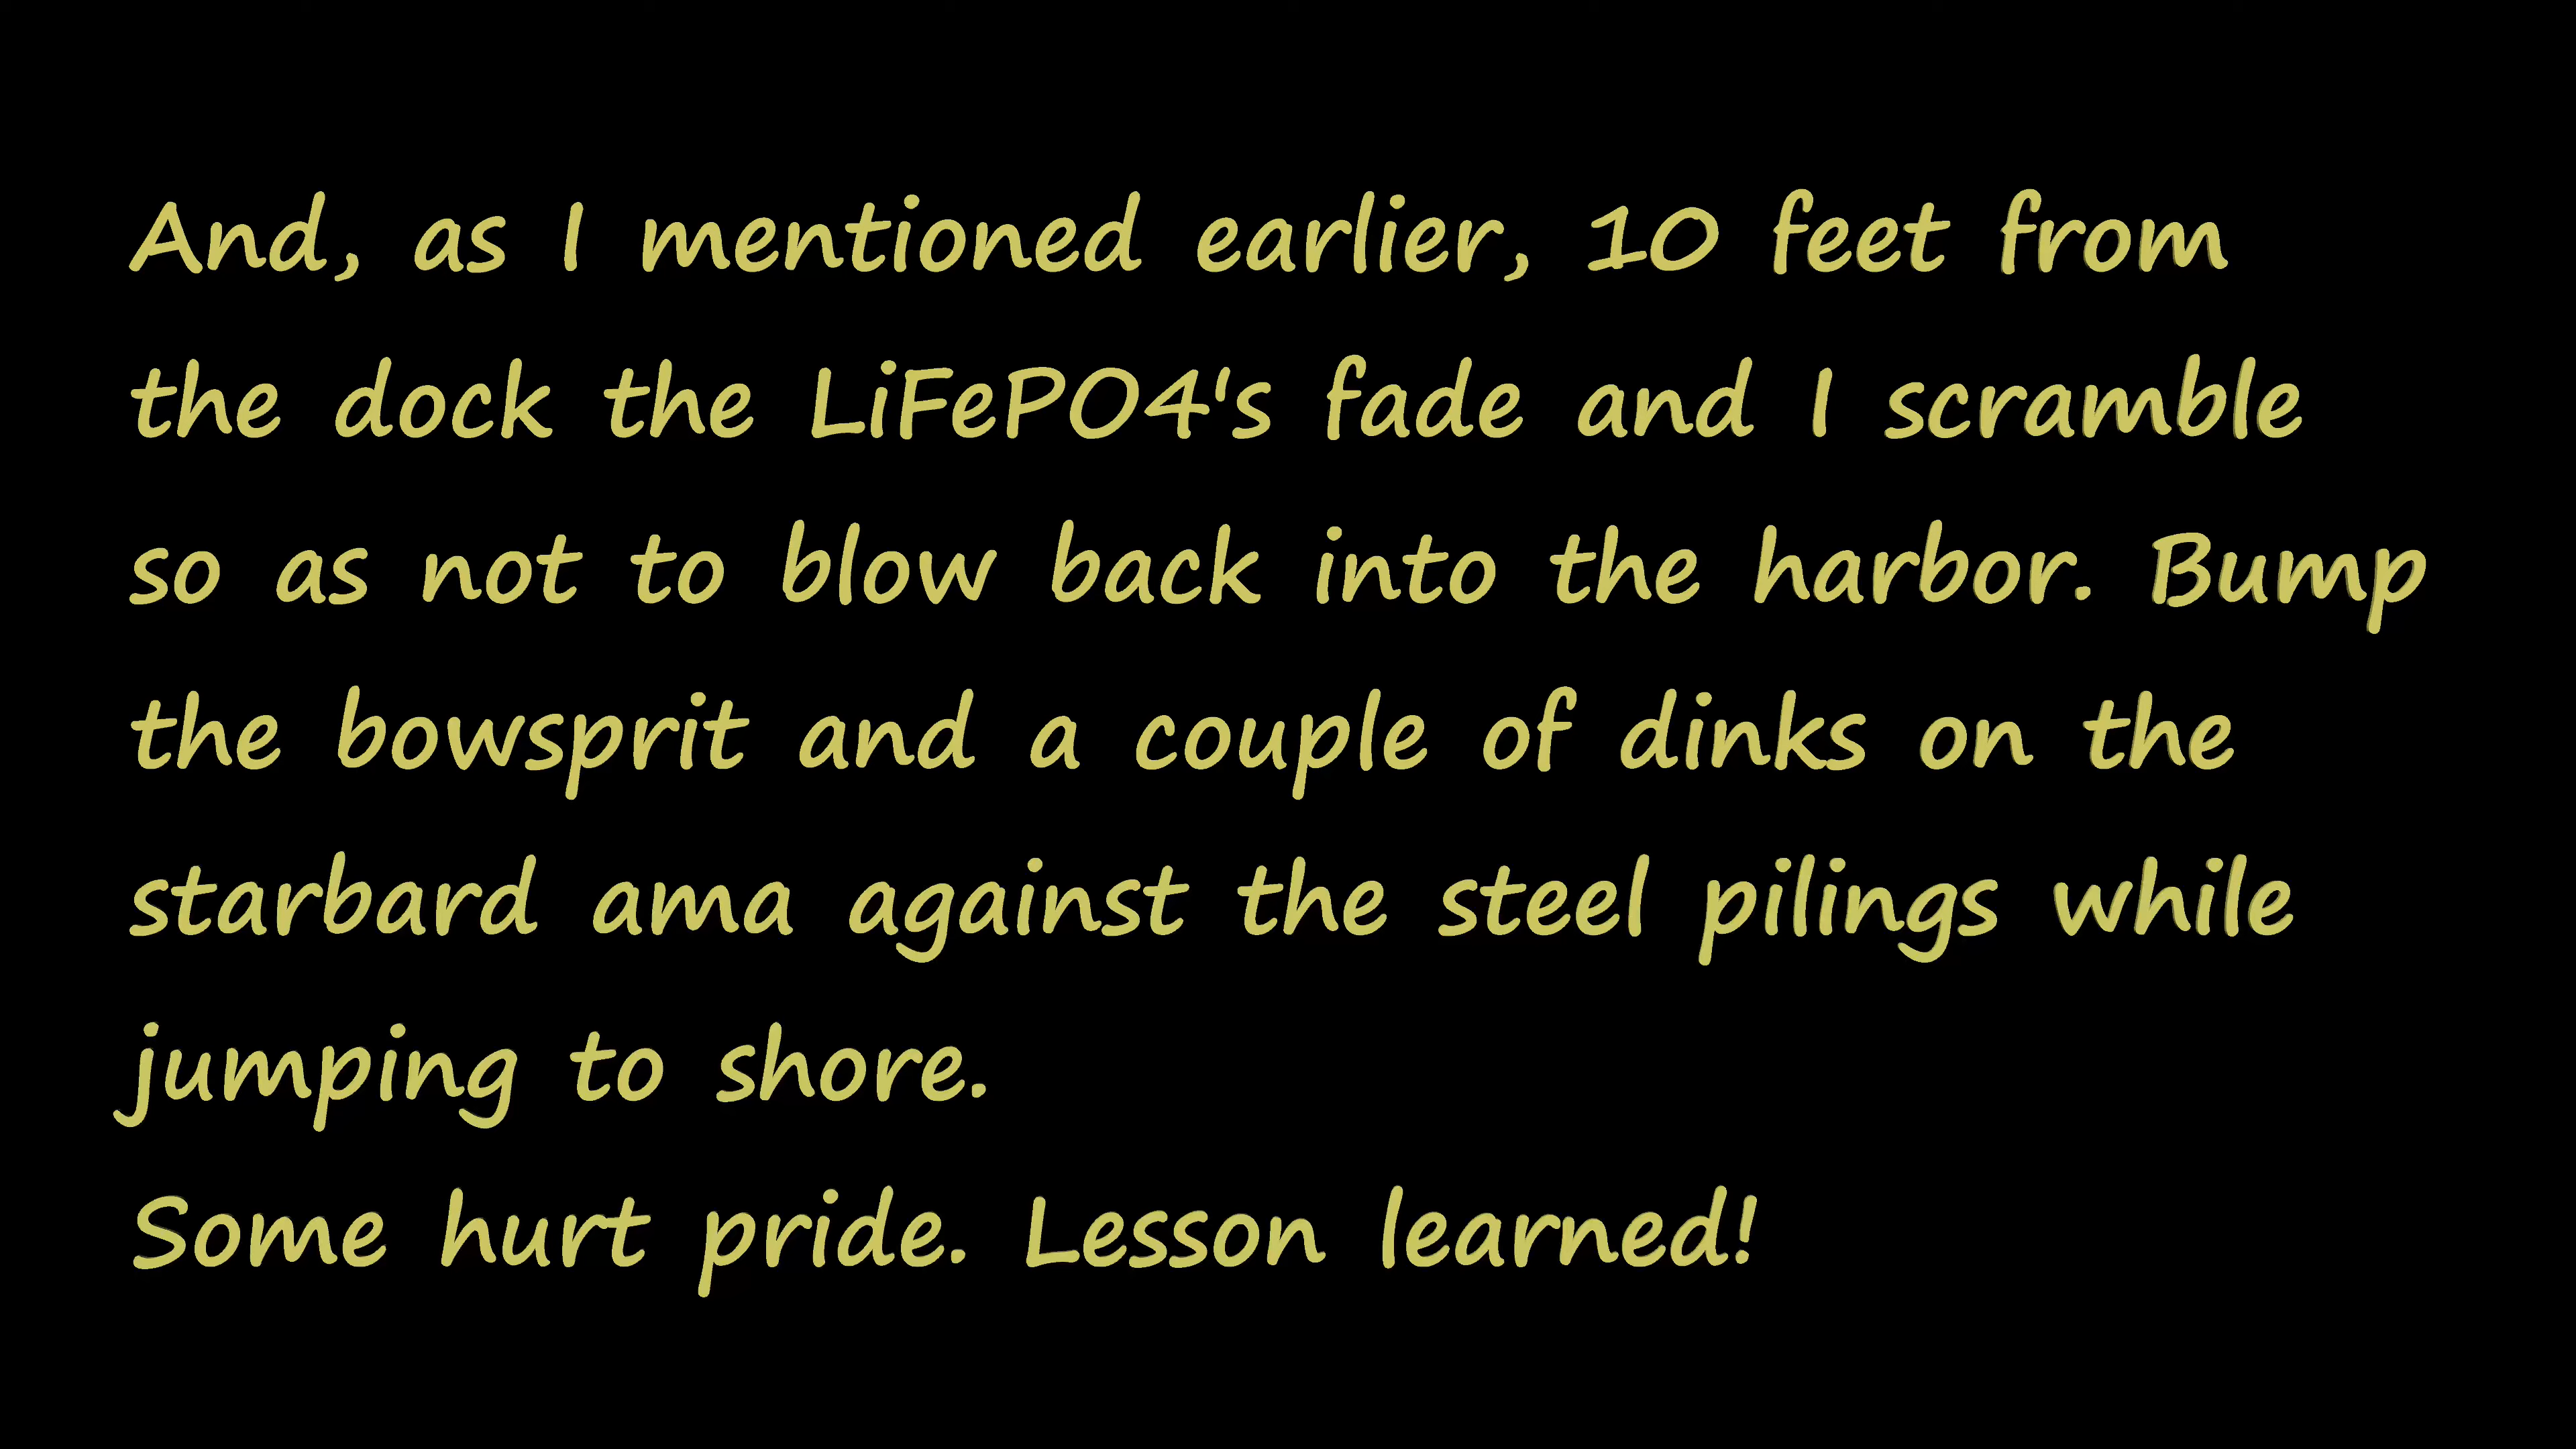 And, as I mentioned earlier, 10 feet from
the dock the LiFePO4's fade and I scramble
so as not to blow back into the harbor. Bump
the bowsprit and a couple of dinks on the
starbard ama against the steel pilings while
jumping to shore.
Some hurt pride. Lesson learned!